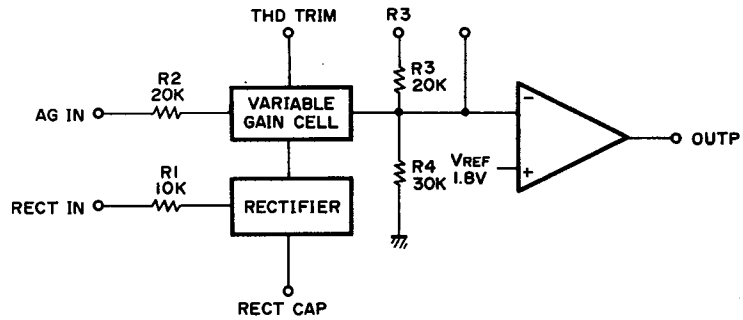 THD TRIM
R3
R2
20K
R3
20K
AG IN
VARIABLE
GAIN CELL
−
OUTP
R1
10K
R4
30K
VREF
1.8V
+
RECT IN
RECTIFIER
RECT CAP